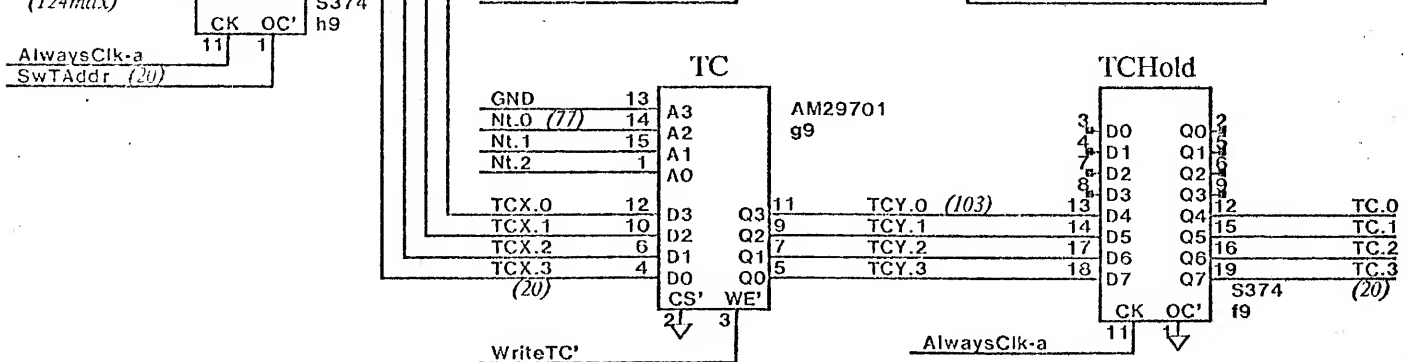 (124max)
S374
CK OC' h9
11 1
AlwaysClk-a
SwTAddr (20)
TC
TCHold
GND 13 A3
Nt.0 (77) 14 A2
Nt.1 15 A1
Nt.2 1 A0
AM29701
g9
3 D0 Q0 2
4 D1 Q1 5
7 D2 Q2 6
8 D3 Q3 9
TCX.0 12 D3 Q3 11 TCY.0 (103) 13 D4 Q4 12 TC.0
TCX.1 10 D2 Q2 9 TCY.1 14 D5 Q5 15 TC.1
TCX.2 6 D1 Q1 7 TCY.2 17 D6 Q6 16 TC.2
TCX.3 4 D0 Q0 5 TCY.3 18 D7 Q7 19 TC.3
(20) S374 (20)
CS' WE' CK OC' f9
2 3 11 1
WriteTC' AlwaysClk-a